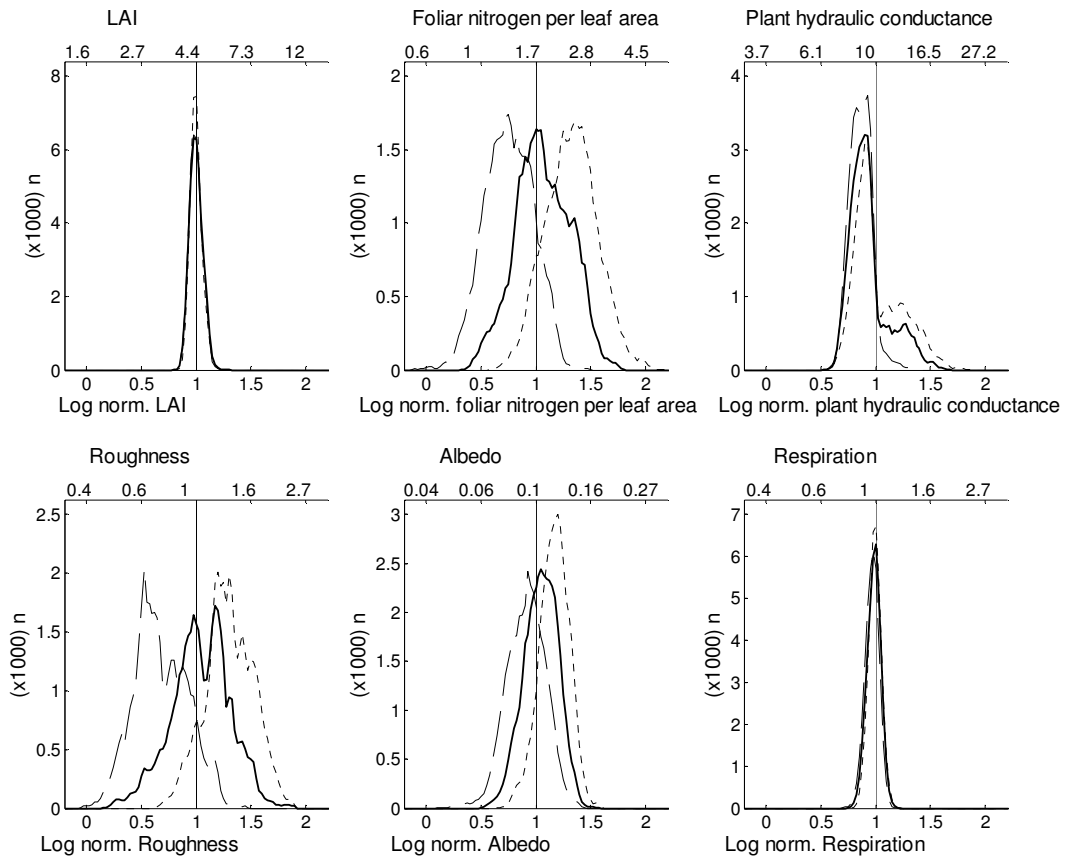 LAI
Foliar nitrogen per leaf area
Plant hydraulic conductance
1.6 2.7 4.4 7.3 12
0.6 1 1.7 2.8 4.5
3.7 6.1 10 16.5 27.2
8
6
4
2
0
(x1000) n
0 0.5 1 1.5 2
Log norm. LAI
2
1.5
1
0.5
0
(x1000) n
0 0.5 1 1.5 2
Log norm. foliar nitrogen per leaf area
4
3
2
1
0
(x1000) n
0 0.5 1 1.5 2
Log norm. plant hydraulic conductance
Roughness
Albedo
Respiration
0.4 0.6 1 1.6 2.7
0.04 0.06 0.1 0.16 0.27
0.4 0.6 1 1.6 2.7
2.5
2
1.5
1
0.5
0
(x1000) n
0 0.5 1 1.5 2
Log norm. Roughness
3
2.5
2
1.5
1
0.5
0
(x1000) n
0 0.5 1 1.5 2
Log norm. Albedo
7
6
5
4
3
2
1
0
(x1000) n
0 0.5 1 1.5 2
Log norm. Respiration